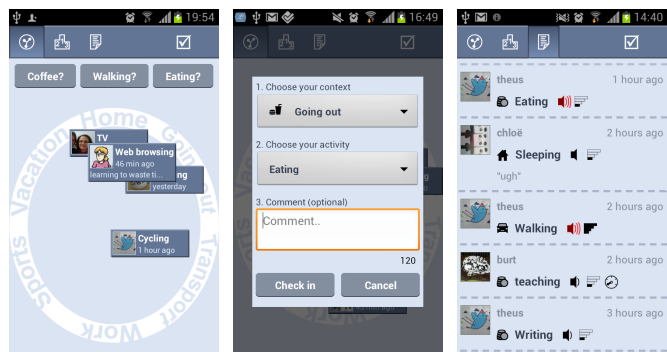 19:54
Coffee?
Walking?
Eating?
Home
Going out
Transport
Work
Sports
Vacation
TV
Web browsing
46 min ago
learning to waste ti...
ng
yesterday
Cycling
1 hour ago
16:49
1. Choose your context
Going out
2. Choose your activity
Eating
3. Comment (optional)
Comment..
120
Check in
Cancel
14:40
theus
1 hour ago
Eating
chloë
2 hours ago
Sleeping
"ugh"
theus
2 hours ago
Walking
burt
2 hours ago
teaching
theus
3 hours ago
Writing